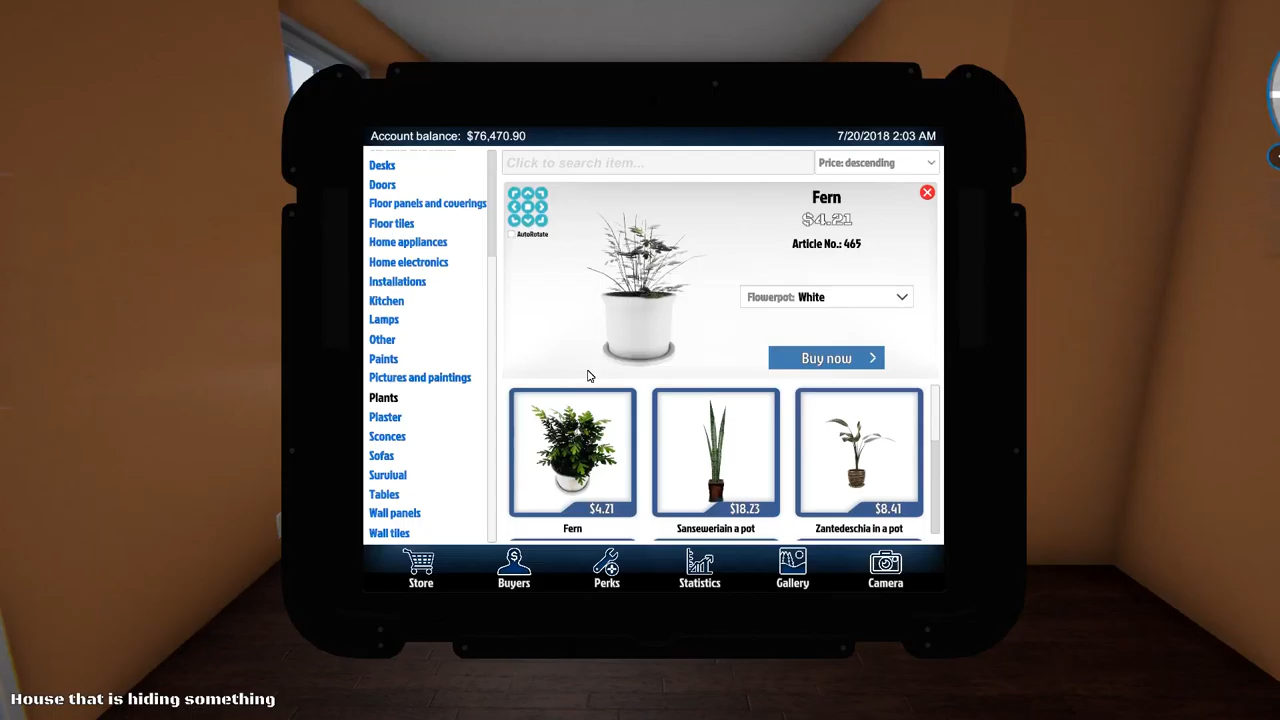 Account balance: $76,470.90
7/20/2018 2:03 AM
Desks
Doors
Floor panels and coverings
Floor tiles
Home appliances
Home electronics
Installations
Kitchen
Lamps
Other
Paints
Pictures and paintings
Plants
Plaster
Sconces
Sofas
Survival
Tables
Wall panels
Wall tiles
Click to search item...
Price: descending
AutoRotate
Fern
$4.21
Article No.: 465
Flowerpot: White
Buy now
$4.21
$18.23
$8.41
Fern
Sanseweria in a pot
Zantedeschia in a pot
Store
Buyers
Perks
Statistics
Gallery
Camera
House that is hiding something